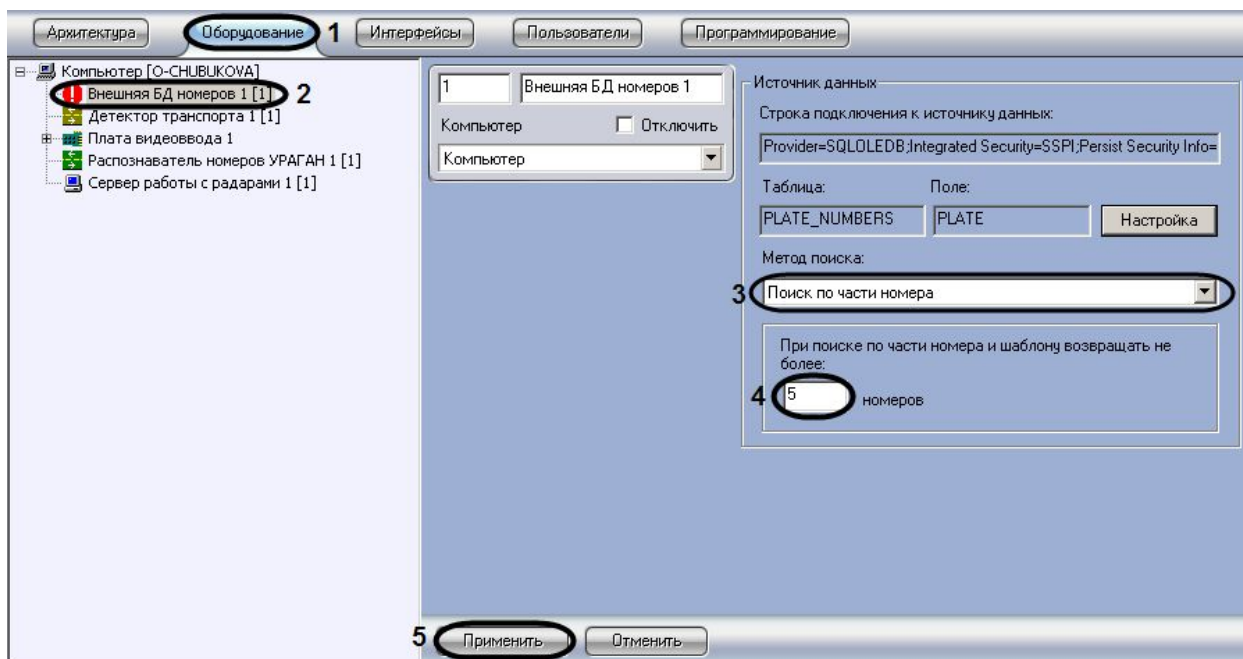 Архитектура Оборудование 1 Интерфейсы Пользователи Программирование
Компьютер [O-CHUBUKOVA]
Внешняя БД номеров 1 [1] 2
Детектор транспорта 1 [1]
Плата видеоввода 1
Распознаватель номеров УРАГАН 1 [1]
Сервер работы с радарами 1 [1]
1 Внешняя БД номеров 1
Компьютер Отключить
Компьютер
Источник данных
Строка подключения к источнику данных:
Provider=SQLOLEDB;Integrated Security=SSPI;Persist Security Info=
Таблица: Поле:
PLATE_NUMBERS PLATE Настройка
Метод поиска:
3 Поиск по части номера
При поиске по части номера и шаблону возвращать не
более:
4 5 номеров
5 Применить Отменить